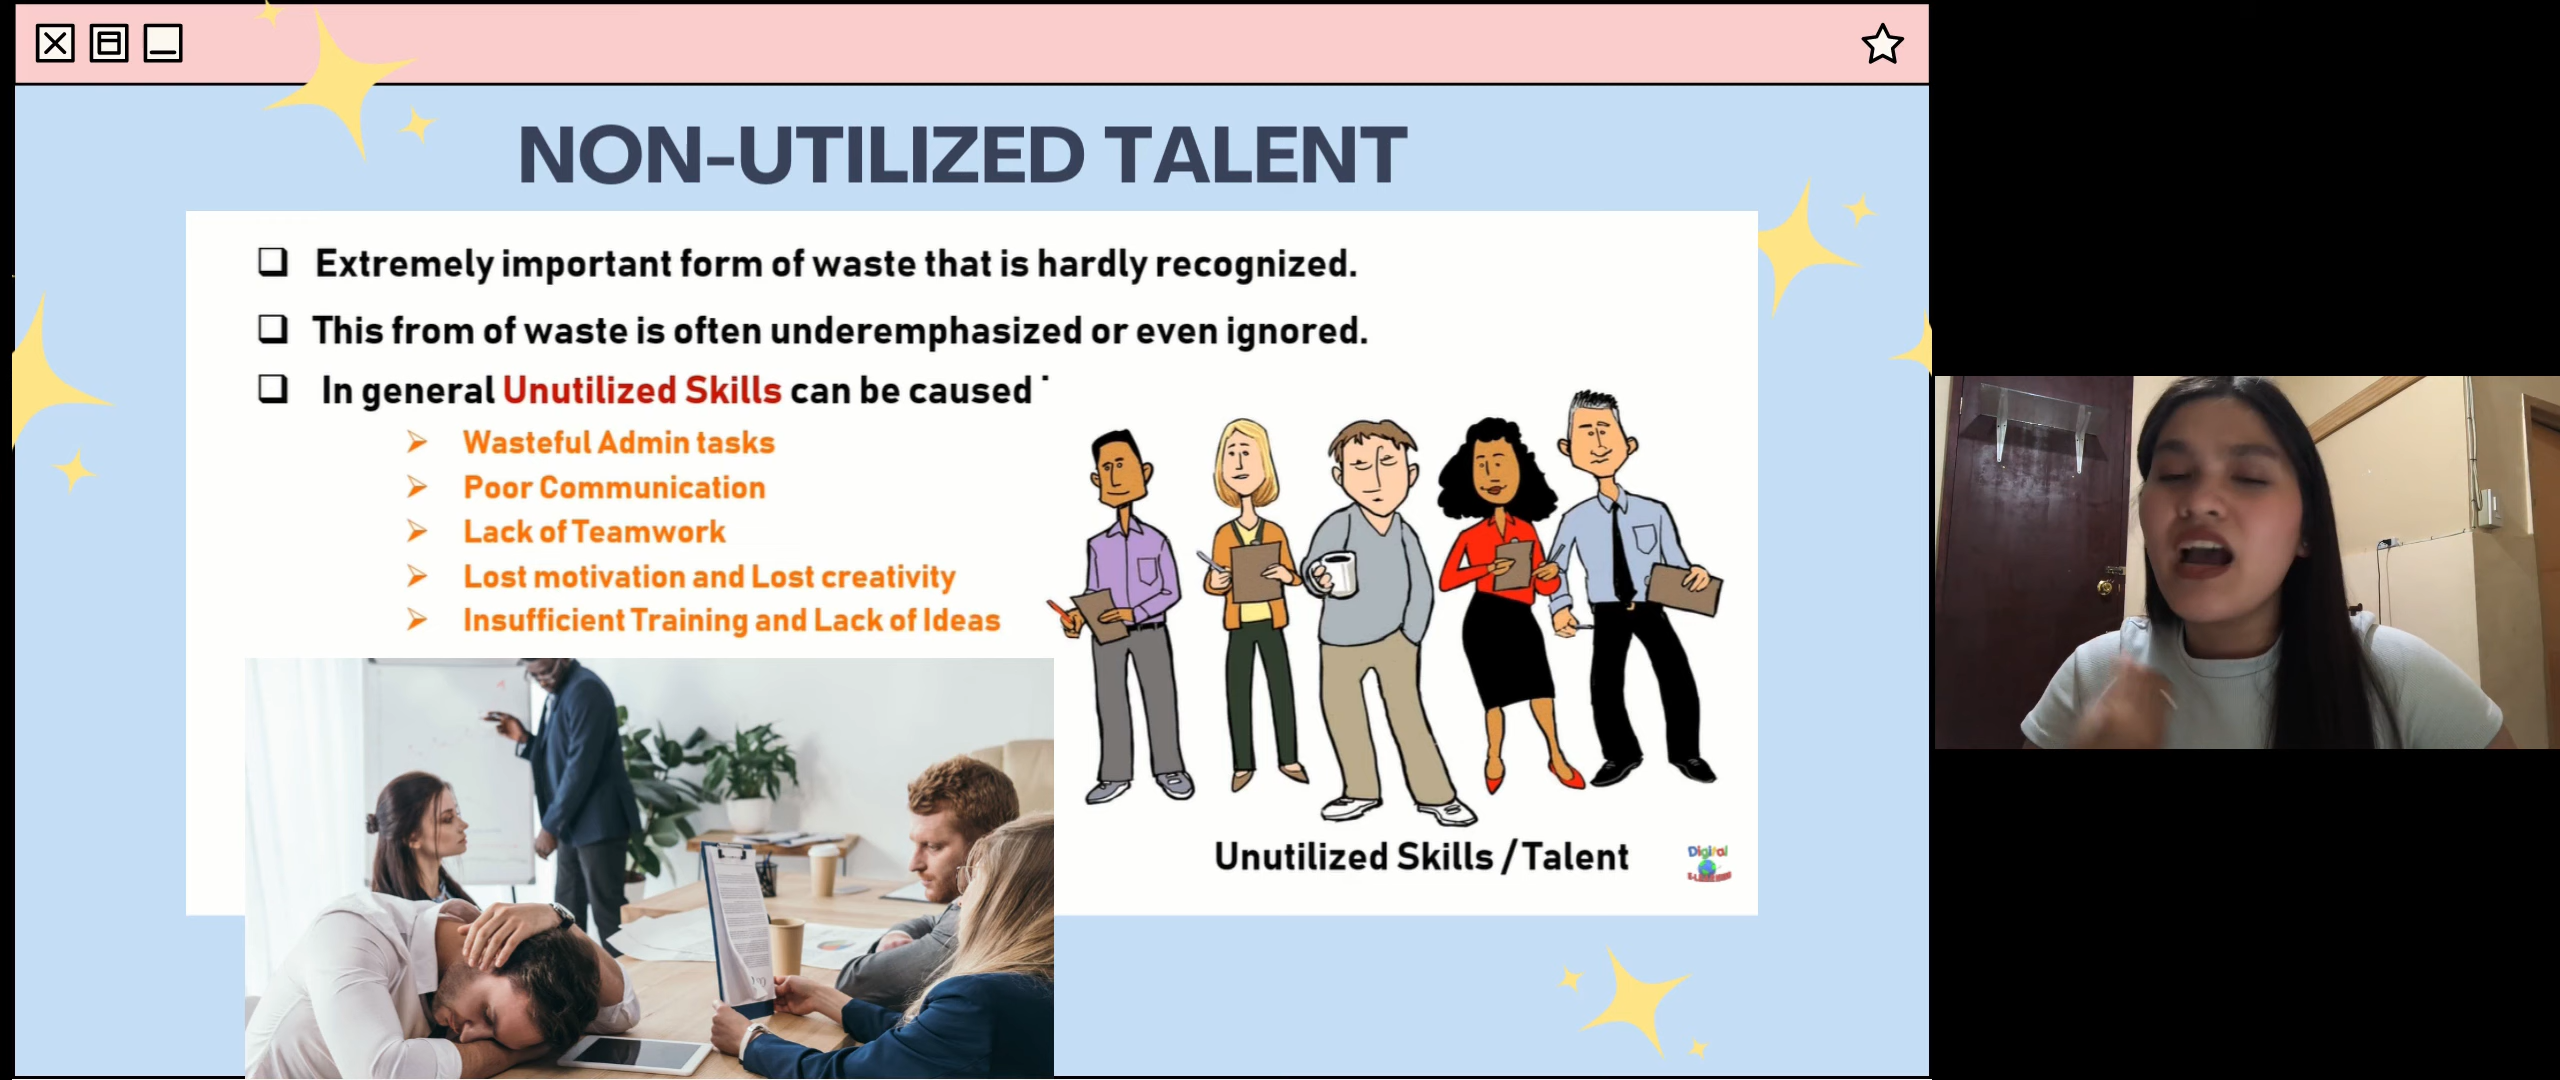 NON-UTILIZED TALENT
Extremely important form of waste that is hardly recognized.
This from of waste is often underemphasized or even ignored.
In general Unutilized Skills can be caused
Wasteful Admin tasks
Poor Communication
Lack of Teamwork
Lost motivation and Lost creativity
Insufficient Training and Lack of Ideas
Unutilized Skills / Talent
Digital